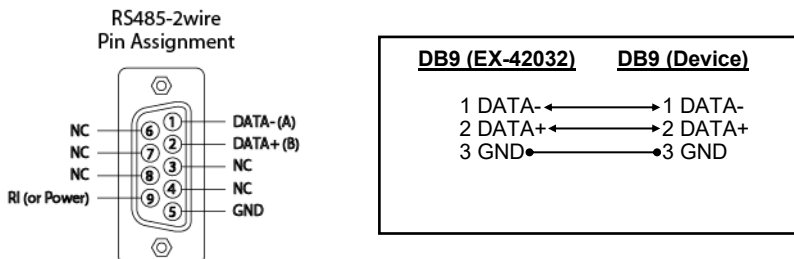 RS485-2wire
Pin Assignment
NC 6 1 DATA- (A)
NC 7 2 DATA+ (B)
NC 8 3 NC
RI (or Power) 9 4 NC
5 GND
DB9 (EX-42032) DB9 (Device)
1 DATA- 1 DATA-
2 DATA+ 2 DATA+
3 GND 3 GND